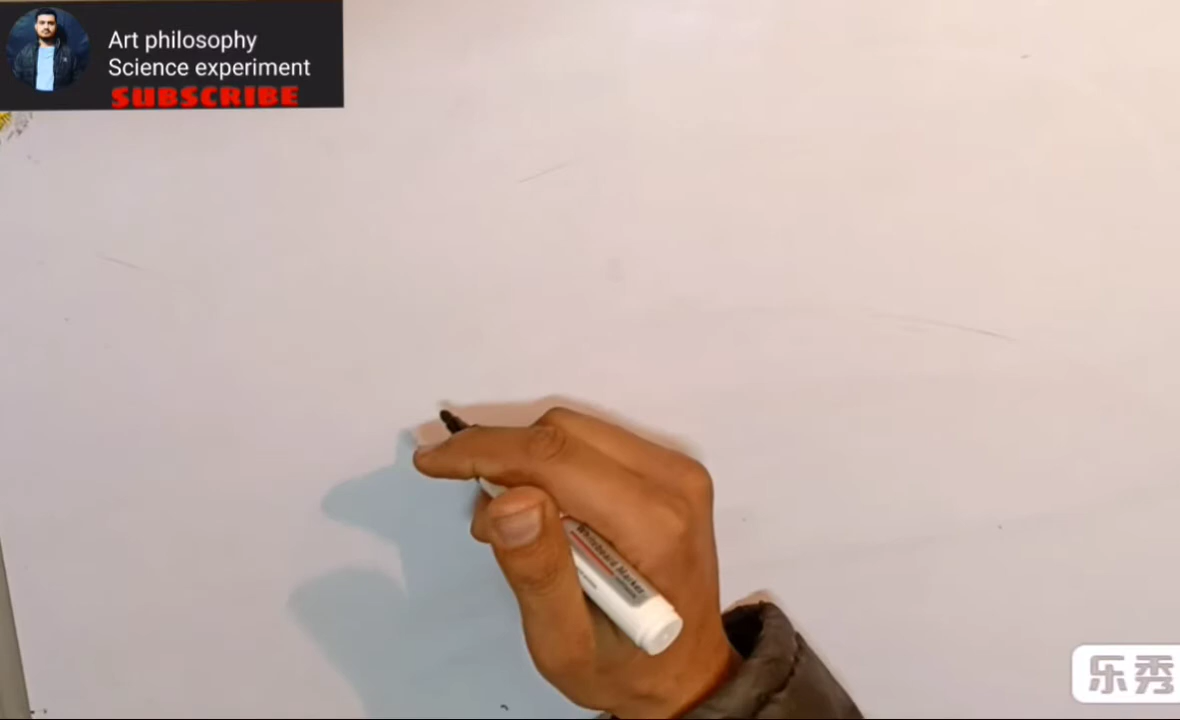 Art philosophy
Science experiment
SUBSCRIBE
Whiteboard Marker
乐秀